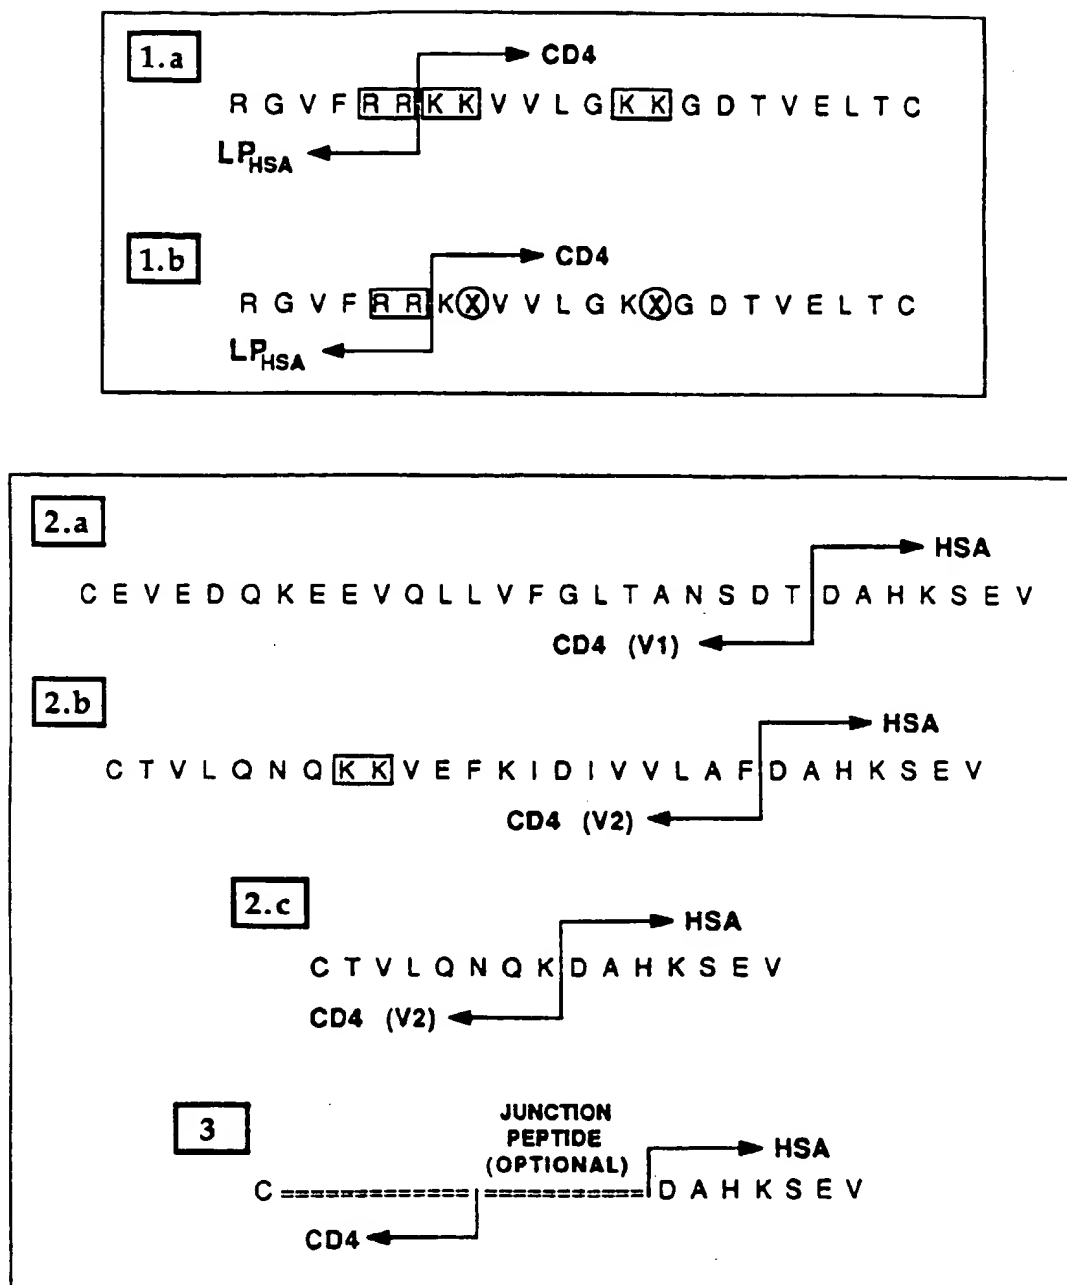 1.a
CD4
R G V F R R K K V V L G K K G D T V E L T C
LPHSA
1.b
CD4
R G V F R R K X V V L G K X G D T V E L T C
LPHSA
2.a
HSA
C E V E D Q K E E V Q L L V F G L T A N S D T D A H K S E V
CD4 (V1)
2.b
HSA
C T V L Q N Q K K V E F K I D I V V L A F D A H K S E V
CD4 (V2)
2.c
HSA
C T V L Q N Q K D A H K S E V
CD4 (V2)
3
JUNCTION
PEPTIDE
(OPTIONAL)
HSA
C ============= =========== D A H K S E V
CD4